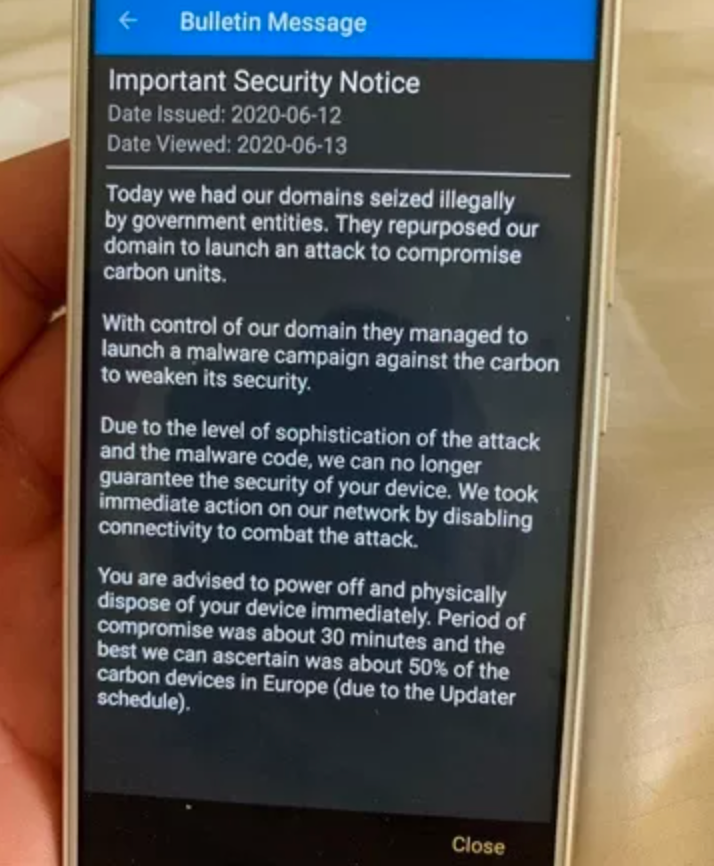 Bulletin Message
Important Security Notice
Date Issued: 2020-06-12
Date Viewed: 2020-06-13
Today we had our domains seized illegally
by government entities. They repurposed our
domain to launch an attack to compromise
carbon units.
With control of our domain they managed to
launch a malware campaign against the carbon
to weaken its security.
Due to the level of sophistication of the attack
and the malware code, we can no longer
guarantee the security of your device. We took
immediate action on our network by disabling
connectivity to combat the attack.
You are advised to power off and physically
dispose of your device immediately. Period of
compromise was about 30 minutes and the
best we can ascertain was about 50% of the
carbon devices in Europe (due to the Updater
schedule).
Close